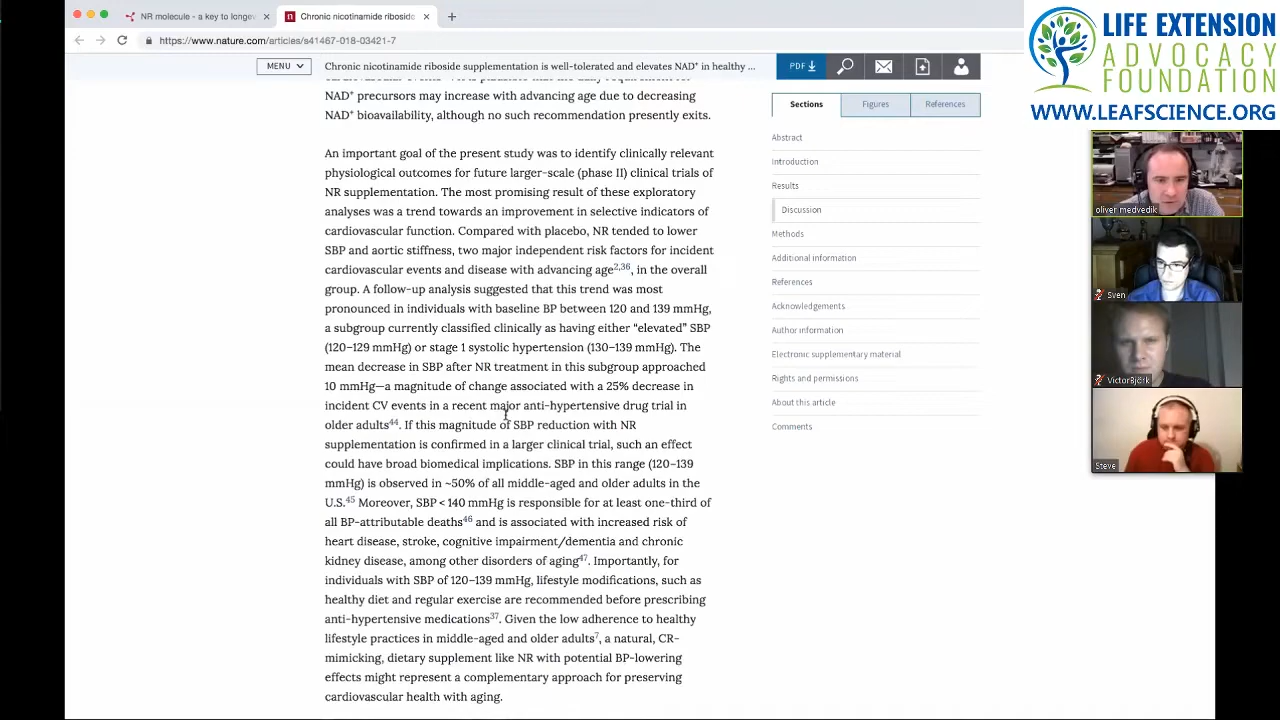 NR molecule - a key to longe
Chronic nicotinamide riboside
https://www.nature.com/articles/s41467-018-03421-7
LIFE EXTENSION
ADVOCACY
FOUNDATION
WWW.LEAFSCIENCE.ORG
MENU
Chronic nicotinamide riboside supplementation is well-tolerated and elevates NAD+ in healthy ...
PDF
NAD+ precursors may increase with advancing age due to decreasing
NAD+ bioavailability, although no such recommendation presently exits.
An important goal of the present study was to identify clinically relevant
physiological outcomes for future larger-scale (phase II) clinical trials of
NR supplementation. The most promising result of these exploratory
analyses was a trend towards an improvement in selective indicators of
cardiovascular function. Compared with placebo, NR tended to lower
SBP and aortic stiffness, two major independent risk factors for incident
cardiovascular events and disease with advancing age2,36, in the overall
group. A follow-up analysis suggested that this trend was most
pronounced in individuals with baseline BP between 120 and 139 mmHg,
a subgroup currently classified clinically as having either “elevated” SBP
(120–129 mmHg) or stage 1 systolic hypertension (130–139 mmHg). The
mean decrease in SBP after NR treatment in this subgroup approached
10 mmHg—a magnitude of change associated with a 25% decrease in
incident CV events in a recent major anti-hypertensive drug trial in
older adults44. If this magnitude of SBP reduction with NR
supplementation is confirmed in a larger clinical trial, such an effect
could have broad biomedical implications. SBP in this range (120–139
mmHg) is observed in ~50% of all middle-aged and older adults in the
U.S.45 Moreover, SBP < 140 mmHg is responsible for at least one-third of
all BP-attributable deaths46 and is associated with increased risk of
heart disease, stroke, cognitive impairment/dementia and chronic
kidney disease, among other disorders of aging47. Importantly, for
individuals with SBP of 120–139 mmHg, lifestyle modifications, such as
healthy diet and regular exercise are recommended before prescribing
anti-hypertensive medications37. Given the low adherence to healthy
lifestyle practices in middle-aged and older adults7, a natural, CR-
mimicking, dietary supplement like NR with potential BP-lowering
effects might represent a complementary approach for preserving
cardiovascular health with aging.
Sections
Figures
References
Abstract
Introduction
Results
Discussion
Methods
Additional information
References
Acknowledgements
Author information
Electronic supplementary material
Rights and permissions
About this article
Comments
oliver medvedik
Sven
VictorBjörk
Steve